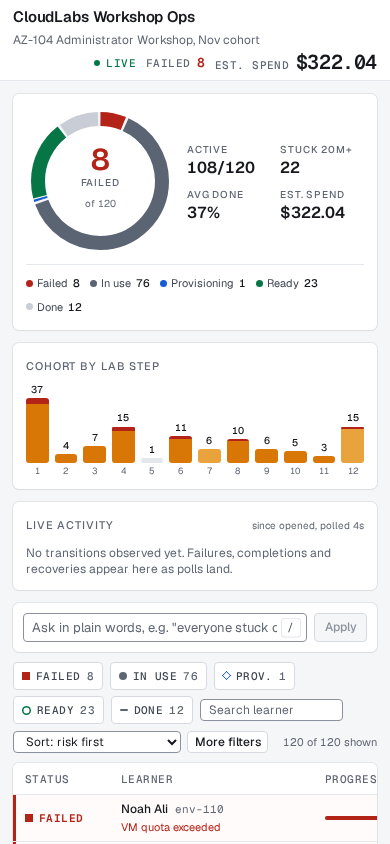 CloudLabs Workshop Ops
AZ-104 Administrator Workshop, Nov cohort
LIVE FAILED 8 EST. SPEND $322.04
8
FAILED
of 120
ACTIVE
108/120
STUCK 20M+
22
AVG DONE
37%
EST. SPEND
$322.04
Failed 8 In use 76 Provisioning 1 Ready 23
Done 12
COHORT BY LAB STEP
37 4 7 15 1 11 6 10 6 5 3 15
1 2 3 4 5 6 7 8 9 10 11 12
LIVE ACTIVITY since opened, polled 4s
No transitions observed yet. Failures, completions and
recoveries appear here as polls land.
Ask in plain words, e.g. "everyone stuck o / Apply
FAILED 8 IN USE 76 PROV. 1
READY 23 DONE 12 Search learner
Sort: risk first More filters 120 of 120 shown
STATUS LEARNER PROGRES
FAILED Noah Ali env-110
VM quota exceeded